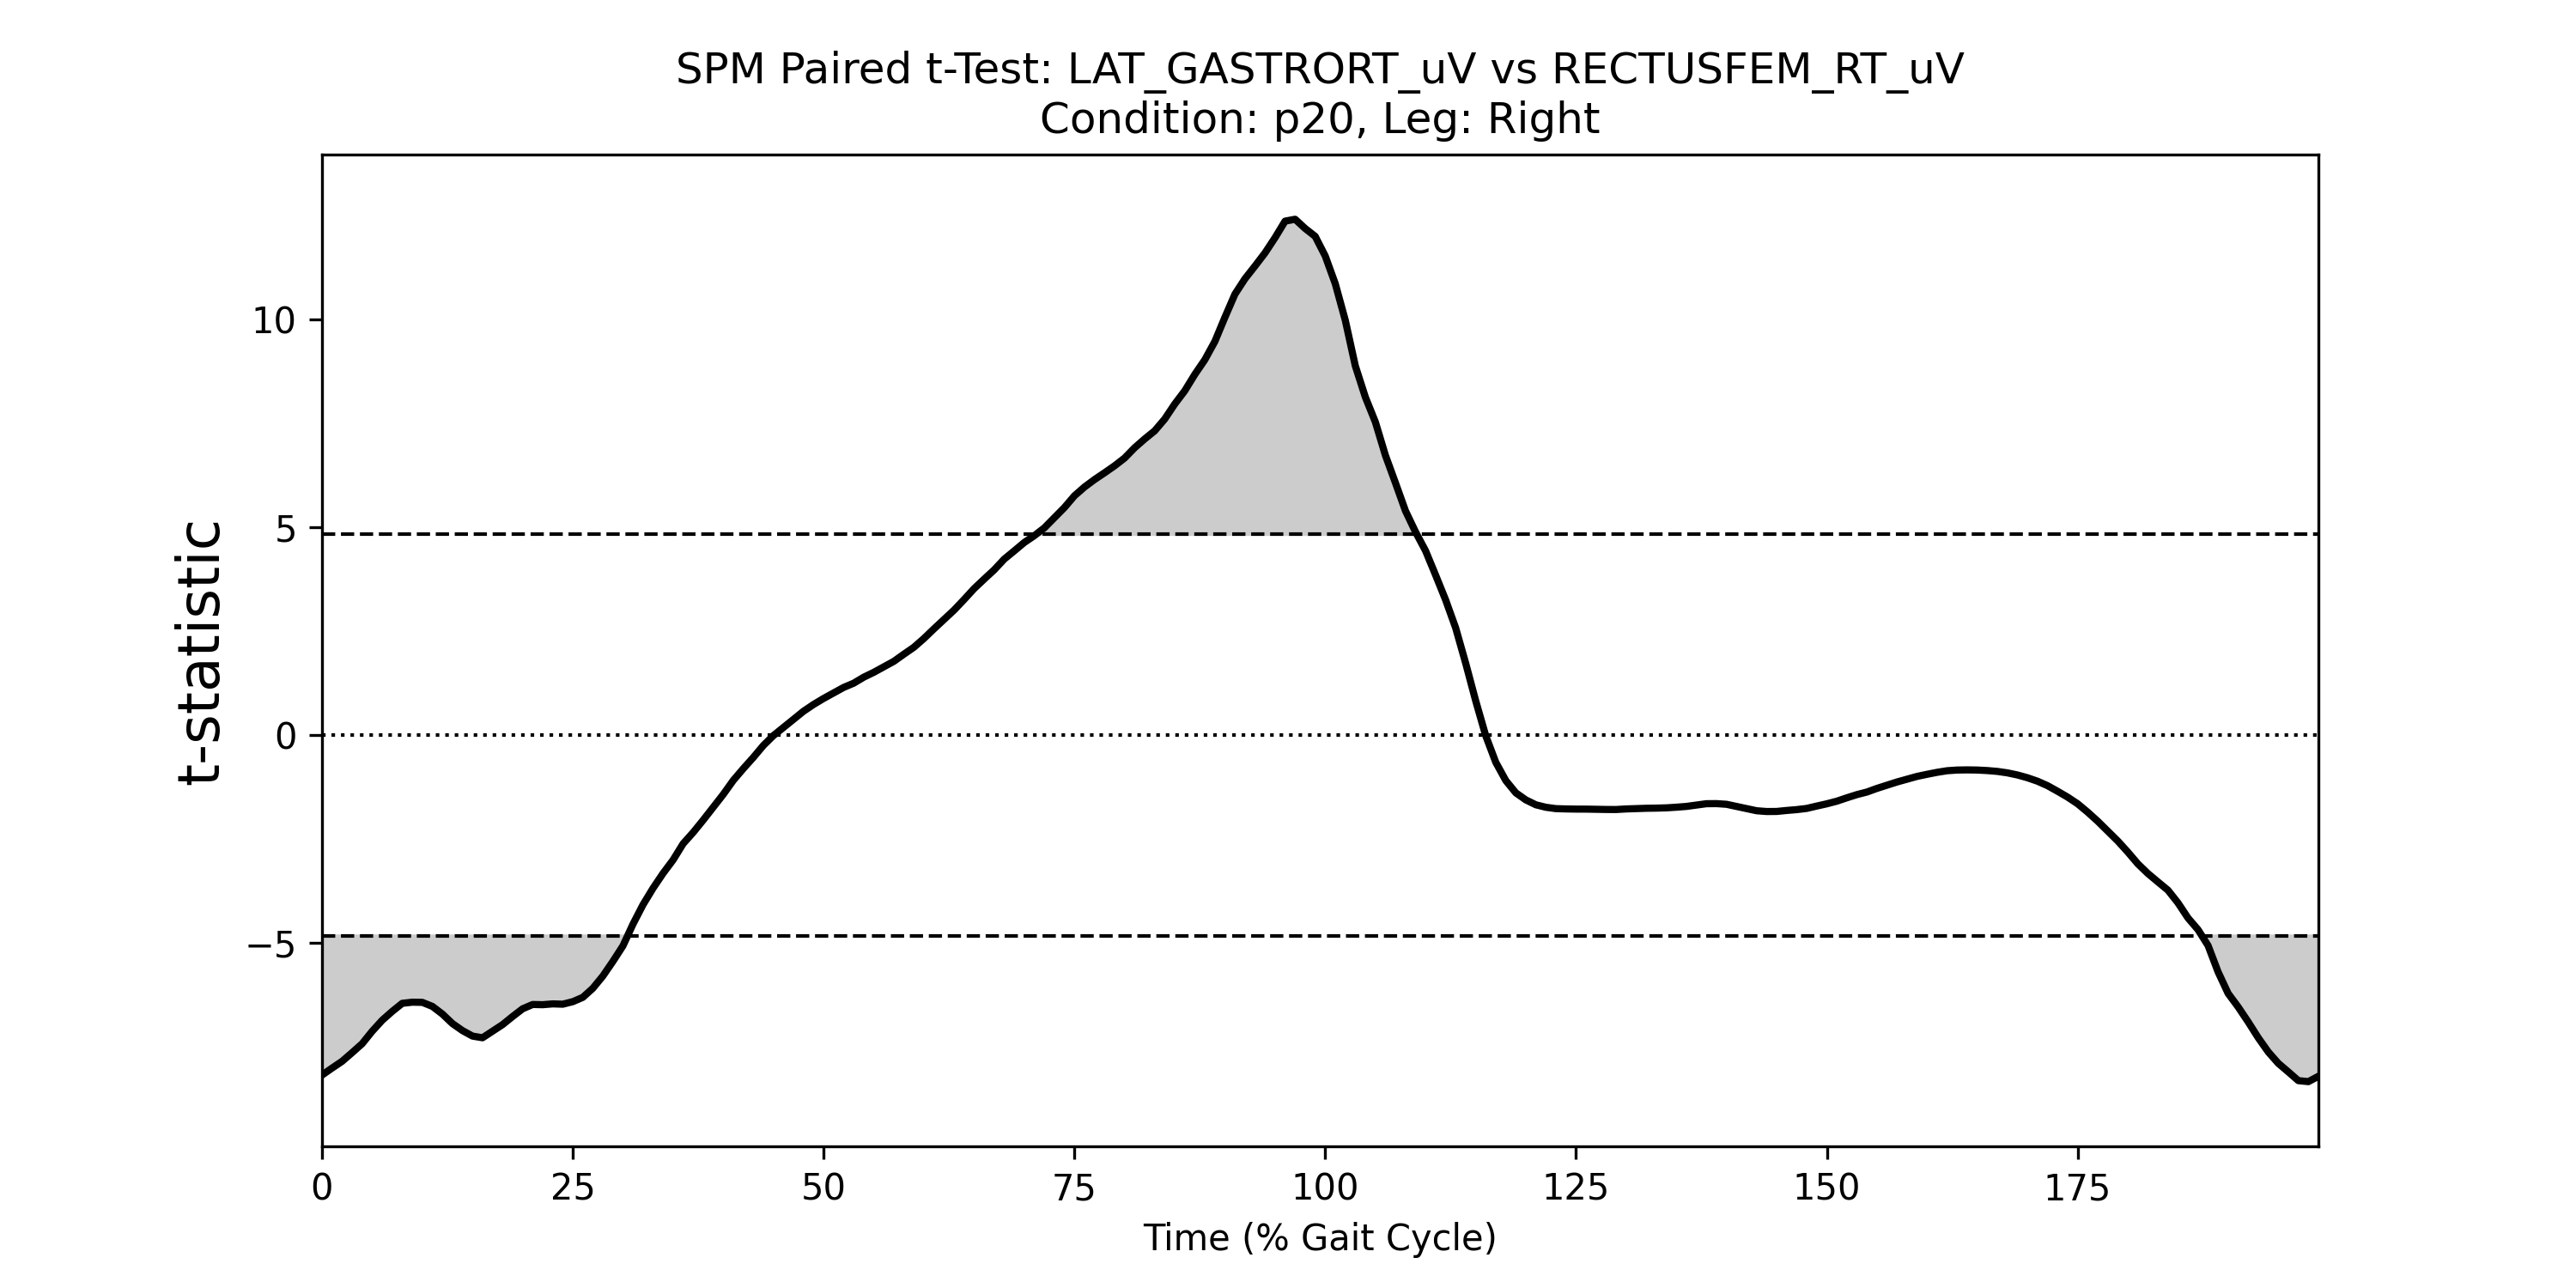 SPM Paired t-Test: LAT_GASTRORT_uV vs RECTUSFEM_RT_uV
Condition: p20, Leg: Right
10
5
0
−5
t-statistic
0 25 50 75 100 125 150 175
Time (% Gait Cycle)